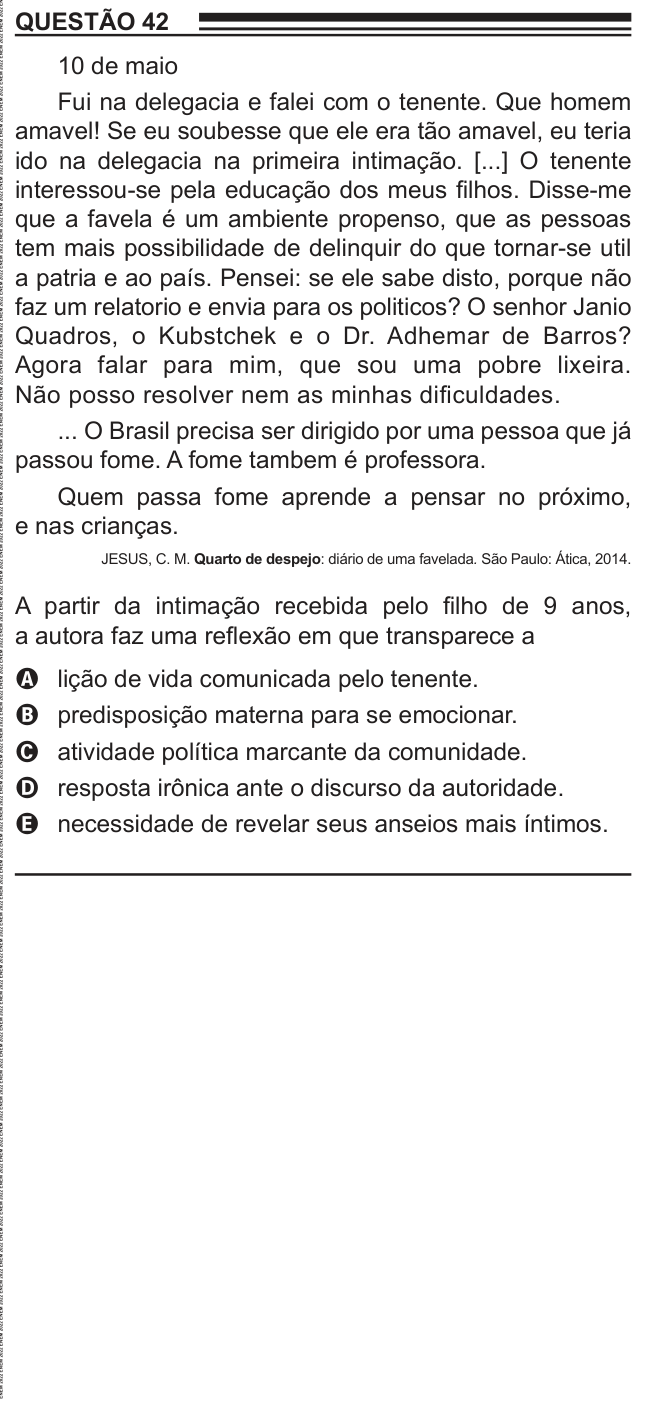 QUESTÃO 42
10 de maio
Fui na delegacia e falei com o tenente. Que homem
amavel! Se eu soubesse que ele era tão amavel, eu teria
ido na delegacia na primeira intimação. [...] O tenente
interessou-se pela educação dos meus filhos. Disse-me
que a favela é um ambiente propenso, que as pessoas
tem mais possibilidade de delinquir do que tornar-se util
a patria e ao país. Pensei: se ele sabe disto, porque não
faz um relatorio e envia para os politicos? O senhor Janio
Quadros, o Kubstchek e o Dr. Adhemar de Barros?
Agora falar para mim, que sou uma pobre lixeira.
Não posso resolver nem as minhas dificuldades.
... O Brasil precisa ser dirigido por uma pessoa que já
passou fome. A fome tambem é professora.
Quem passa fome aprende a pensar no próximo,
e nas crianças.
JESUS, C. M. Quarto de despejo: diário de uma favelada. São Paulo: Ática, 2014.
A partir da intimação recebida pelo filho de 9 anos,
a autora faz uma reflexão em que transparece a
A lição de vida comunicada pelo tenente.
B predisposição materna para se emocionar.
C atividade política marcante da comunidade.
D resposta irônica ante o discurso da autoridade.
E necessidade de revelar seus anseios mais íntimos.